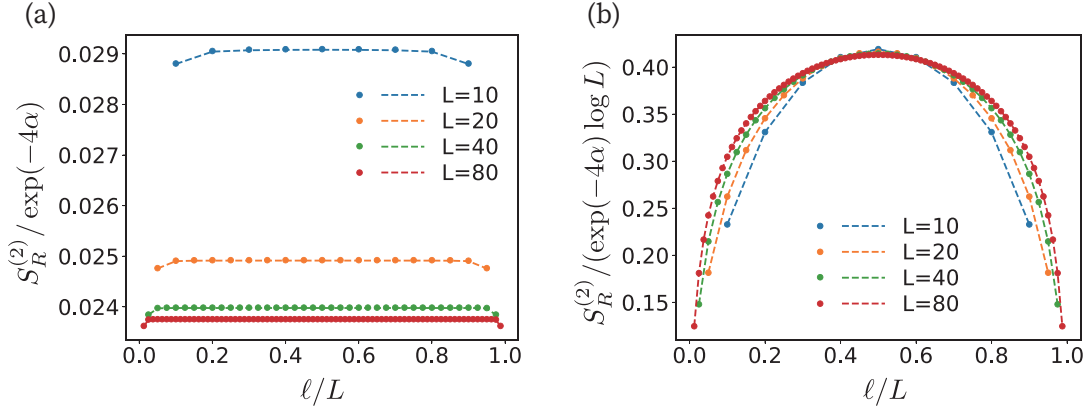 (a)
0.029
0.028
0.027
0.026
0.025
0.024
S_R^{(2)}/exp(−4α)
L=10
L=20
L=40
L=80
0.0 0.2 0.4 0.6 0.8 1.0
ℓ/L
(b)
0.40
0.35
0.30
0.25
0.20
0.15
S_R^{(2)}/(exp(−4α) log L)
L=10
L=20
L=40
L=80
0.0 0.2 0.4 0.6 0.8 1.0
ℓ/L